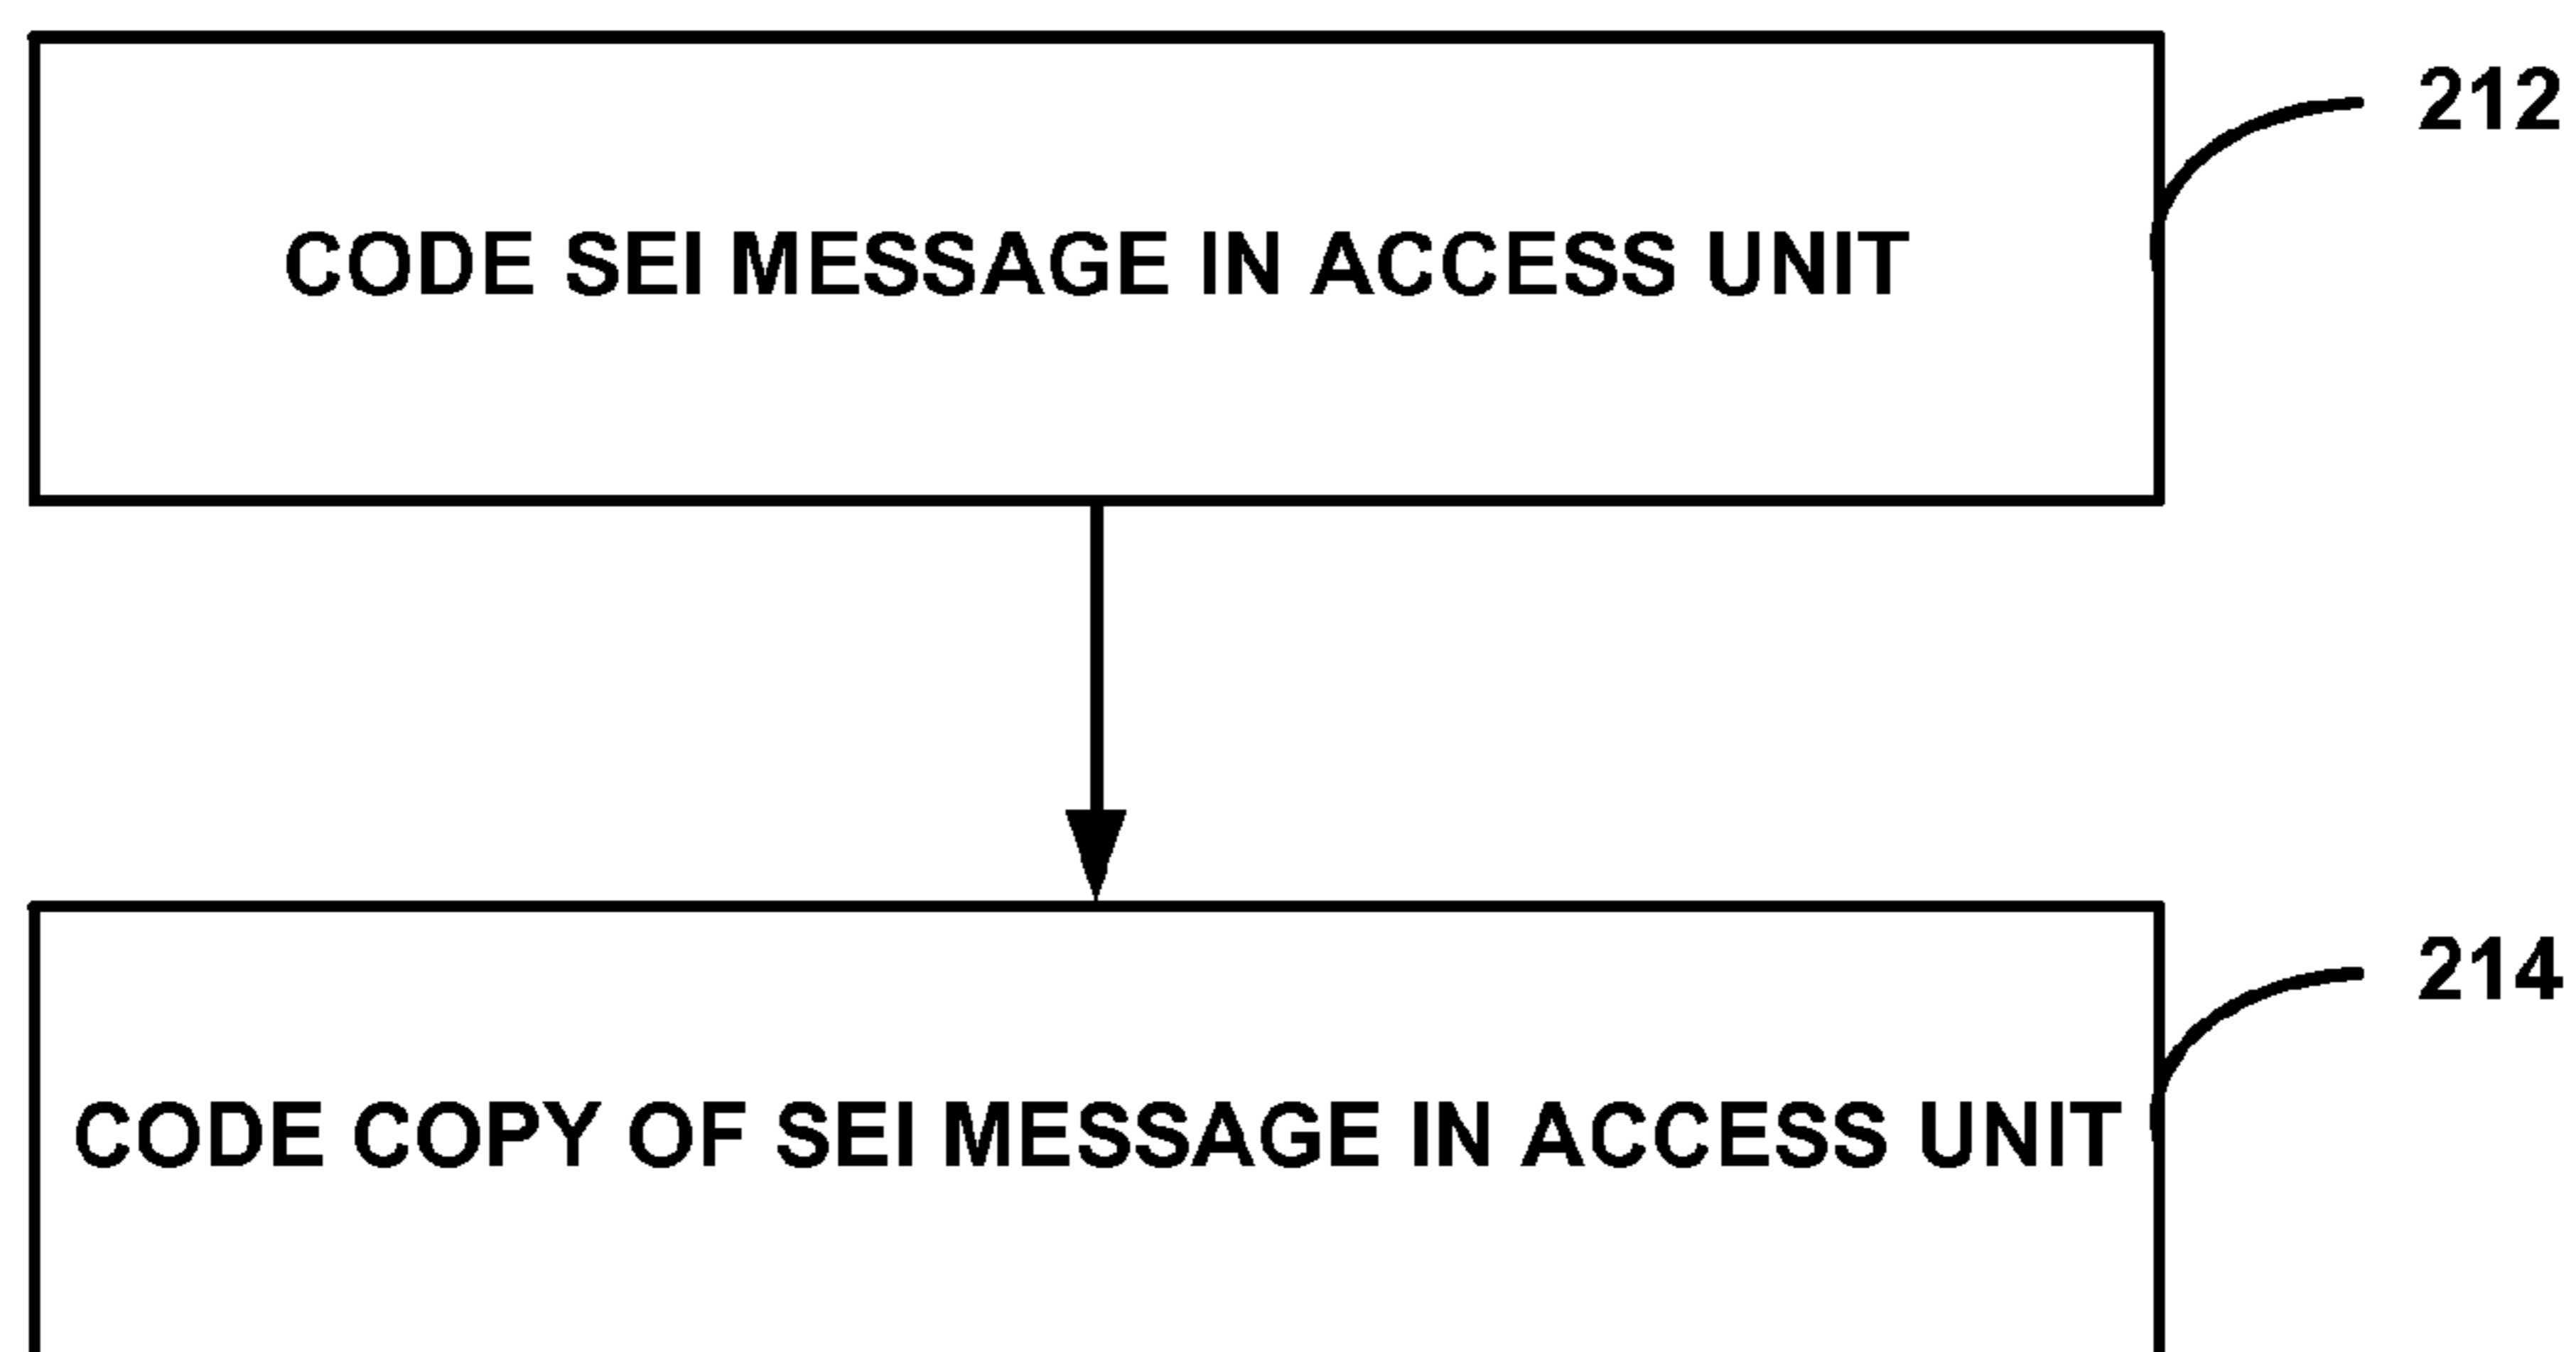 212
CODE SEI MESSAGE IN ACCESS UNIT
214
CODE COPY OF SEI MESSAGE IN ACCESS UNIT